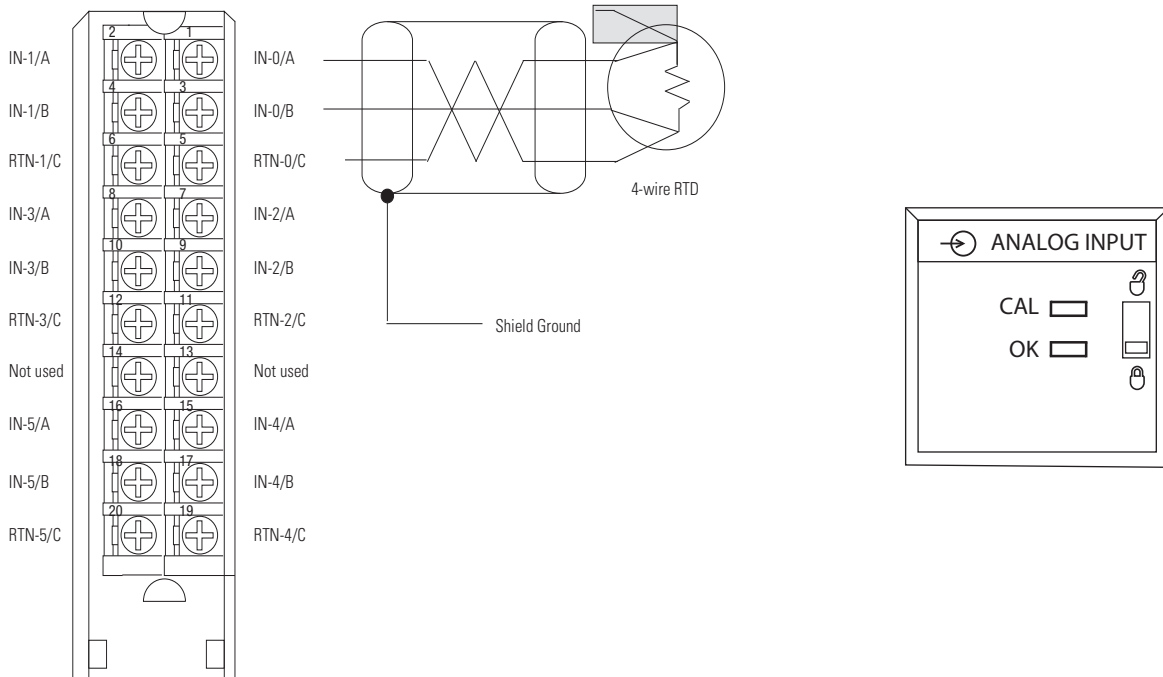 2 1
IN-1/A IN-0/A
4 3
IN-1/B IN-0/B
6 5
RTN-1/C RTN-0/C
4-wire RTD
8 7
IN-3/A IN-2/A
10 9
IN-3/B IN-2/B
12 11
RTN-3/C RTN-2/C
Shield Ground
14 13
Not used Not used
16 15
IN-5/A IN-4/A
18 17
IN-5/B IN-4/B
20 19
RTN-5/C RTN-4/C
ANALOG INPUT
CAL
OK